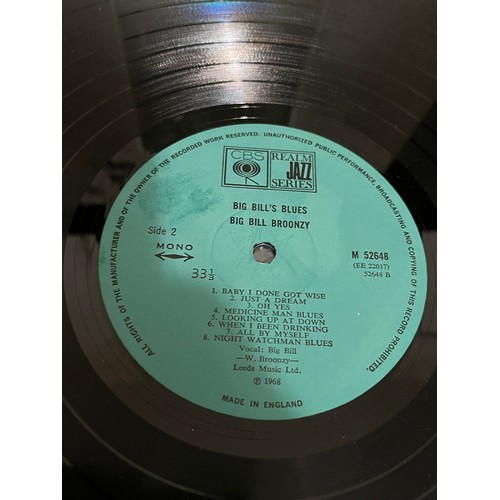 ALL RIGHTS OF THE MANUFACTURER AND OF THE OWNER OF THE RECORDED WORK RESERVED. UNAUTHORIZED PUBLIC PERFORMANCE, BROADCASTING AND COPYING OF THIS RECORD PROHIBITED.
CBS
REALM
JAZZ
SERIES
BIG BILL'S BLUES
BIG BILL BROONZY
Side 2
MONO
33 1/3
M 52648
(EE 22017)
52648 B
1. BABY I DONE GOT WISE
2. JUST A DREAM
3. OH YES
4. MEDICINE MAN BLUES
5. LOOKING UP AT DOWN
6. WHEN I BEEN DRINKING
7. ALL BY MYSELF
8. NIGHT WATCHMAN BLUES
Vocal: Big Bill
—W. Broonzy—
Leeds Music Ltd.
℗ 1968
MADE IN ENGLAND